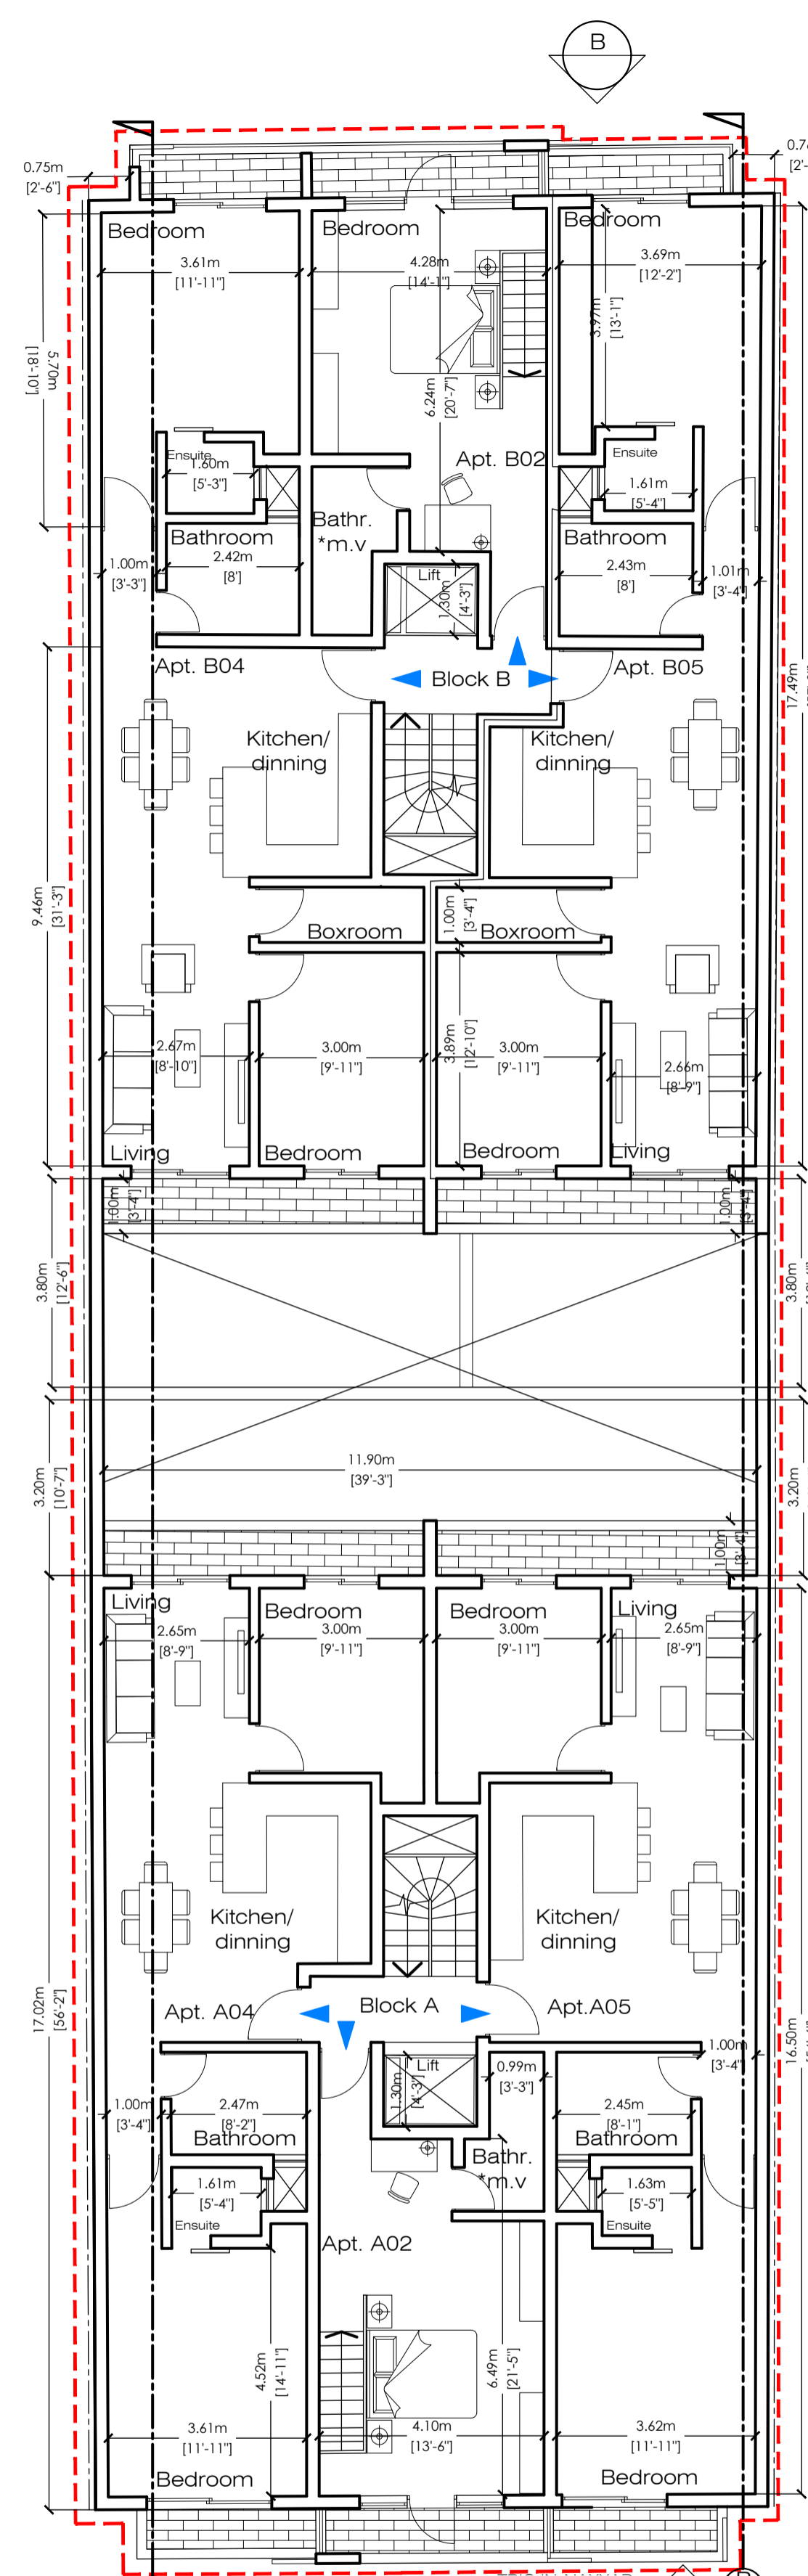 B
0.75m
[2'-6"]
Bedroom
3.61m
[11'-11"]
Bedroom
4.28m
[14'-1"]
Bedroom
3.69m
[12'-2"]
3.97m
[13'-1"]
5.70m
[18'-10"]
6.24m
[20'-7"]
Apt. B02
Ensuite
1.60m
[5'-3"]
Ensuite
1.61m
[5'-4"]
Bathr.
*m.v
Bathroom
2.42m
[8']
1.00m
[3'-3"]
Lift
1.30m
[4'-3"]
Bathroom
2.43m
[8']
1.01m
[3'-4"]
Apt. B04
Block B
Apt. B05
17.49m
Kitchen/
dinning
Kitchen/
dinning
9.46m
[31'-3"]
Boxroom
1.00m
[3'-4"]
Boxroom
2.67m
[8'-10"]
3.00m
[9'-11"]
3.89m
[12'-10"]
3.00m
[9'-11"]
2.66m
[8'-9"]
Living
Bedroom
Bedroom
Living
1.00m
[3'-4"]
1.00m
[3'-4"]
3.80m
[12'-6"]
3.80m
11.90m
[39'-3"]
3.20m
[10'-7"]
3.20m
1.00m
[3'-4"]
Living
Bedroom
Bedroom
Living
2.65m
[8'-9"]
3.00m
[9'-11"]
3.00m
[9'-11"]
2.65m
[8'-9"]
Kitchen/
dinning
Kitchen/
dinning
17.02m
[56'-2"]
Apt. A04
Block A
Apt.A05
16.50m
1.00m
[3'-4"]
Lift
1.30m
[4'-3"]
0.99m
[3'-3"]
1.00m
[3'-4"]
2.47m
[8'-2"]
Bathroom
2.45m
[8'-1"]
Bathroom
Bathr.
*m.v
1.61m
[5'-4"]
Ensuite
1.63m
[5'-5"]
Ensuite
Apt. A02
4.52m
[14'-11"]
6.49m
[21'-5"]
3.61m
[11'-11"]
4.10m
[13'-6"]
3.62m
[11'-11"]
Bedroom
Bedroom